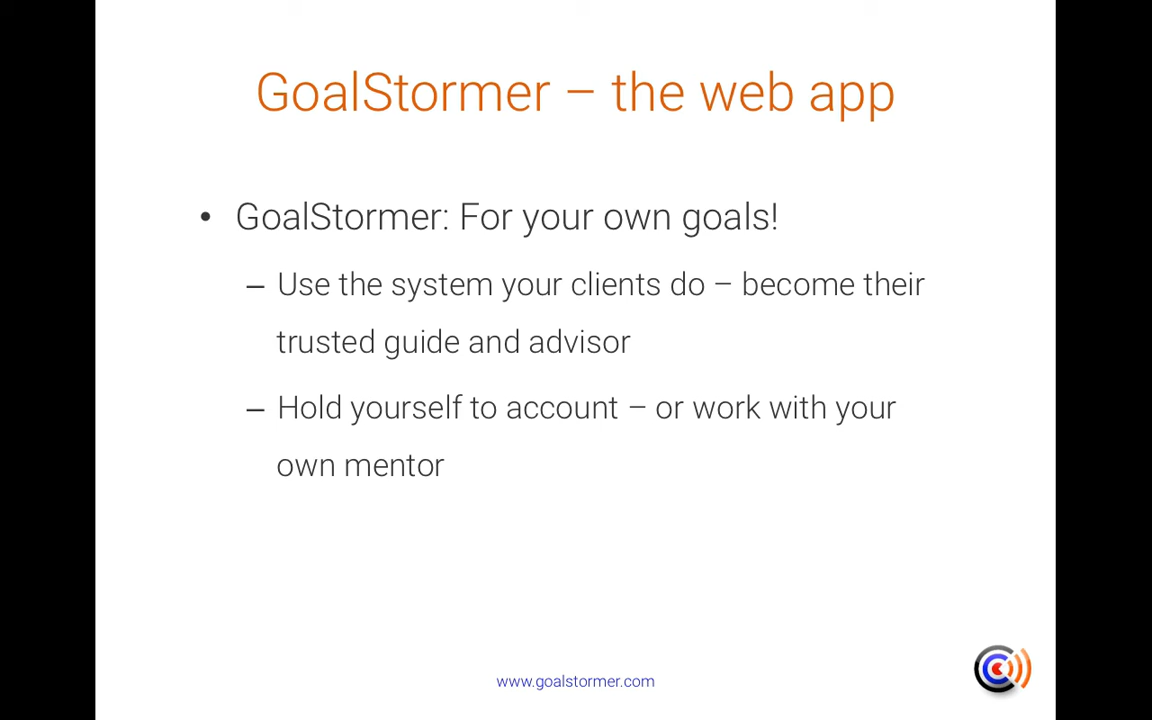 GoalStormer – the web app
• GoalStormer: For your own goals!
– Use the system your clients do – become their
trusted guide and advisor
– Hold yourself to account – or work with your
own mentor
www.goalstormer.com